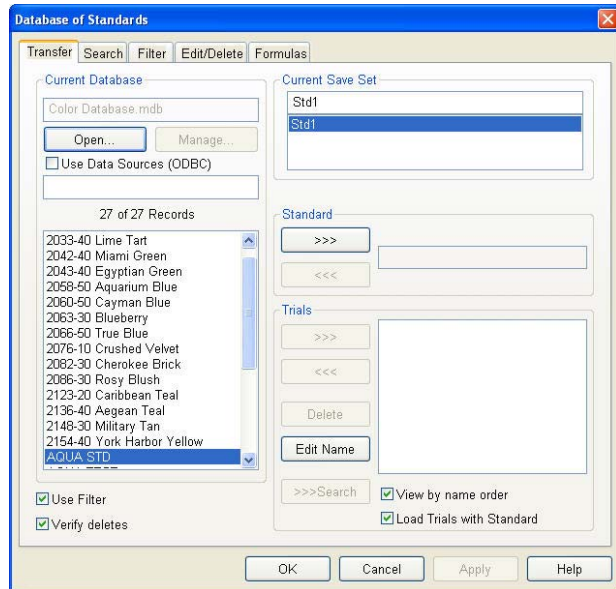 Database of Standards
Transfer
Search
Filter
Edit/Delete
Formulas
Current Database
Color Database.mdb
Open...
Manage...
Use Data Sources (ODBC)
27 of 27 Records
2033-40 Lime Tart
2042-40 Miami Green
2043-40 Egyptian Green
2058-50 Aquarium Blue
2060-50 Cayman Blue
2063-30 Blueberry
2066-50 True Blue
2076-10 Crushed Velvet
2082-30 Cherokee Brick
2086-30 Rosy Blush
2123-20 Caribbean Teal
2136-40 Aegean Teal
2148-30 Military Tan
2154-40 York Harbor Yellow
AQUA STD
Use Filter
Verify deletes
Current Save Set
Std1
Std1
Standard
>>>
<<<
Trials
>>>
<<<
Delete
Edit Name
>>>Search
View by name order
Load Trials with Standard
OK
Cancel
Apply
Help